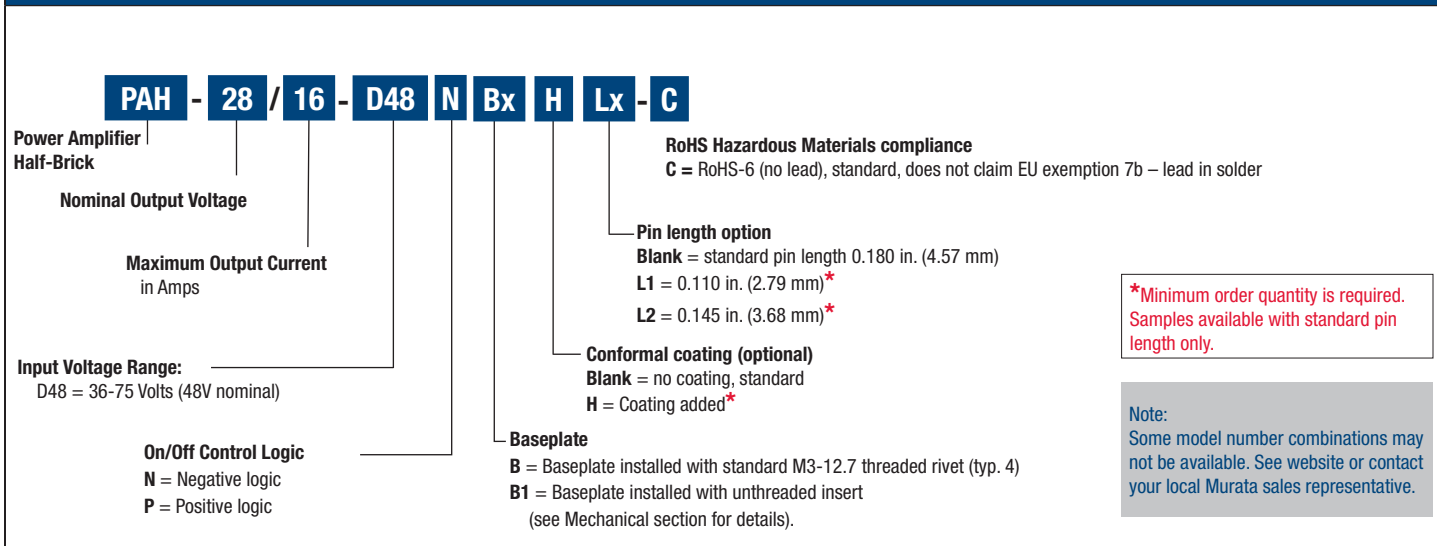 PAH - 28 / 16 - D48 N Bx H Lx - C
Power Amplifier
Half-Brick
Nominal Output Voltage
Maximum Output Current
in Amps
Input Voltage Range:
D48 = 36-75 Volts (48V nominal)
On/Off Control Logic
N = Negative logic
P = Positive logic
Baseplate
B = Baseplate installed with standard M3-12.7 threaded rivet (typ. 4)
B1 = Baseplate installed with unthreaded insert
(see Mechanical section for details).
Conformal coating (optional)
Blank = no coating, standard
H = Coating added*
Pin length option
Blank = standard pin length 0.180 in. (4.57 mm)
L1 = 0.110 in. (2.79 mm)*
L2 = 0.145 in. (3.68 mm)*
RoHS Hazardous Materials compliance
C = RoHS-6 (no lead), standard, does not claim EU exemption 7b – lead in solder
*Minimum order quantity is required.
Samples available with standard pin
length only.
Note:
Some model number combinations may
not be available. See website or contact
your local Murata sales representative.